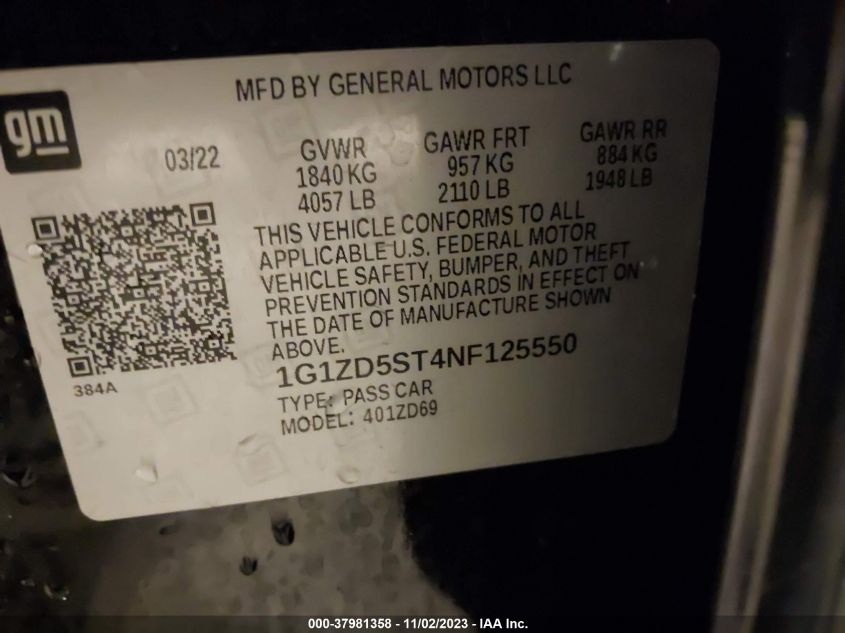 MFD BY GENERAL MOTORS LLC
gm
03/22
GVWR
1840 KG
4057 LB
GAWR FRT
957 KG
2110 LB
GAWR RR
884 KG
1948 LB
THIS VEHICLE CONFORMS TO ALL
APPLICABLE U.S. FEDERAL MOTOR
VEHICLE SAFETY, BUMPER, AND THEFT
PREVENTION STANDARDS IN EFFECT ON
THE DATE OF MANUFACTURE SHOWN
ABOVE.
384A
1G1ZD5ST4NF125550
TYPE: PASS CAR
MODEL: 401ZD69
000-37981358 - 11/02/2023 - IAA Inc.